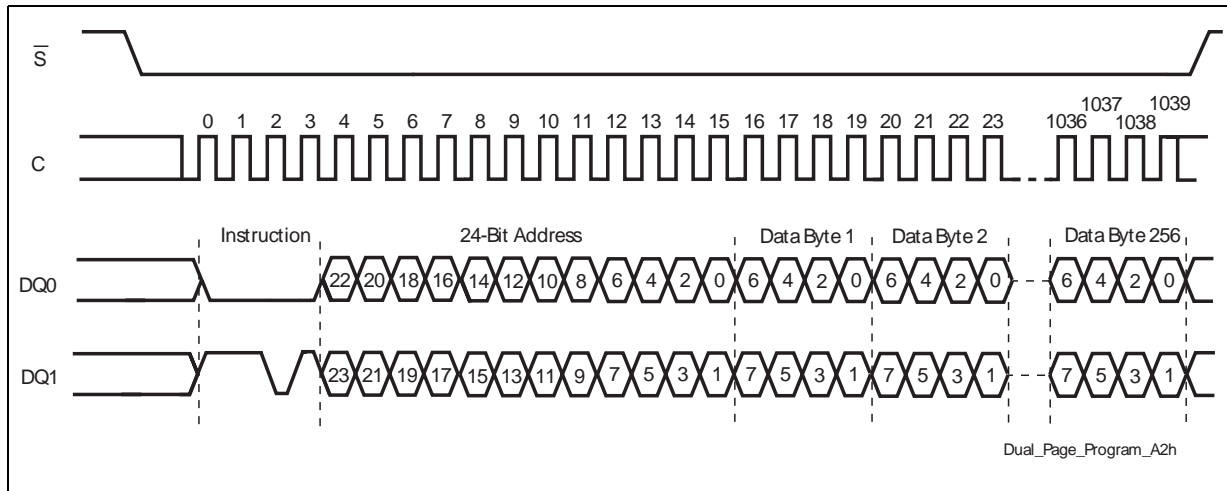 S
1037 1039
0 1 2 3 4 5 6 7 8 9 10 11 12 13 14 15 16 17 18 19 20 21 22 23 1036 1038
C
Instruction 24-Bit Address Data Byte 1 Data Byte 2 Data Byte 256
DQ0 22 20 18 16 14 12 10 8 6 4 2 0 6 4 2 0 6 4 2 0 6 4 2 0
DQ1 23 21 19 17 15 13 11 9 7 5 3 1 7 5 3 1 7 5 3 1 7 5 3 1
Dual_Page_Program_A2h